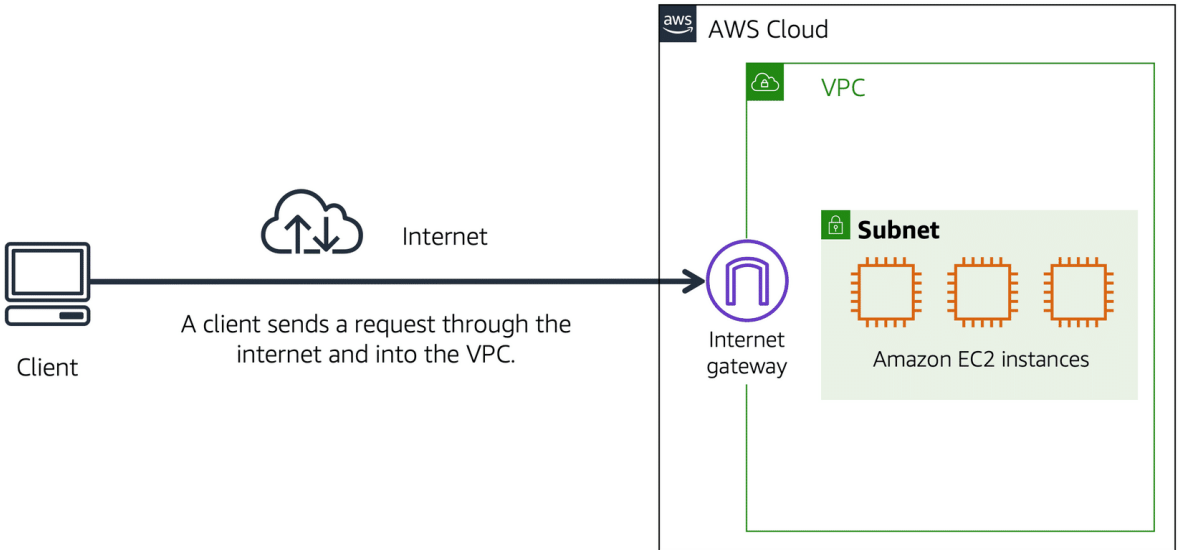 aws
AWS Cloud
VPC
Internet
Subnet
A client sends a request through the
internet and into the VPC.
Client
Internet
gateway
Amazon EC2 instances